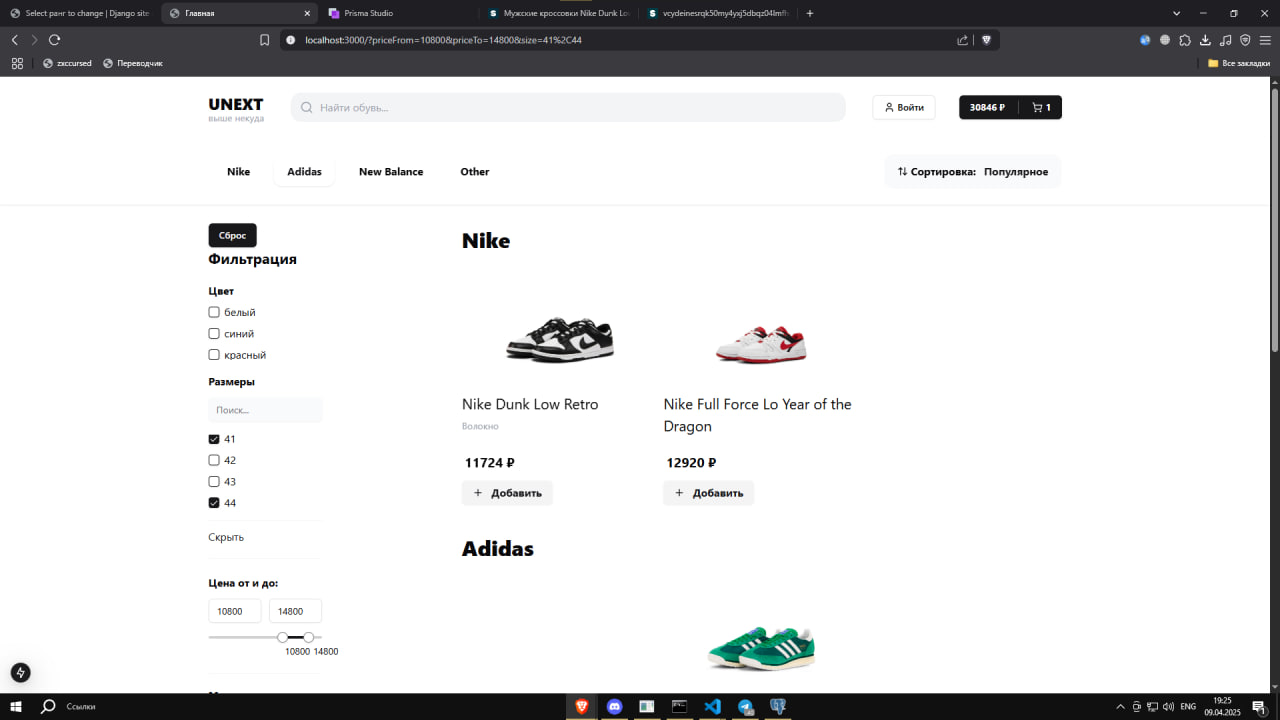 Select ранг to change | Django site
Главная
Prisma Studio
Мужские кроссовки Nike Dunk Lo
localhost:3000/?priceFrom=10800&priceTo=14800&size=41%2C44
zxcursed
Переводчик
Все закладки
UNEXT
выше некуда
Найти обувь...
Войти
30846 ₽
1
Nike
Adidas
New Balance
Other
Сортировка: Популярное
Сброс
Фильтрация
Цвет
белый
синий
красный
Размеры
Поиск...
41
42
43
44
Скрыть
Цена от и до:
10800
14800
10800 14800
Nike
Nike Dunk Low Retro
Волокно
11724 ₽
Добавить
Nike Full Force Lo Year of the
Dragon
12920 ₽
Добавить
Adidas
Ссылки
ENG
19:25
09.04.2025
1